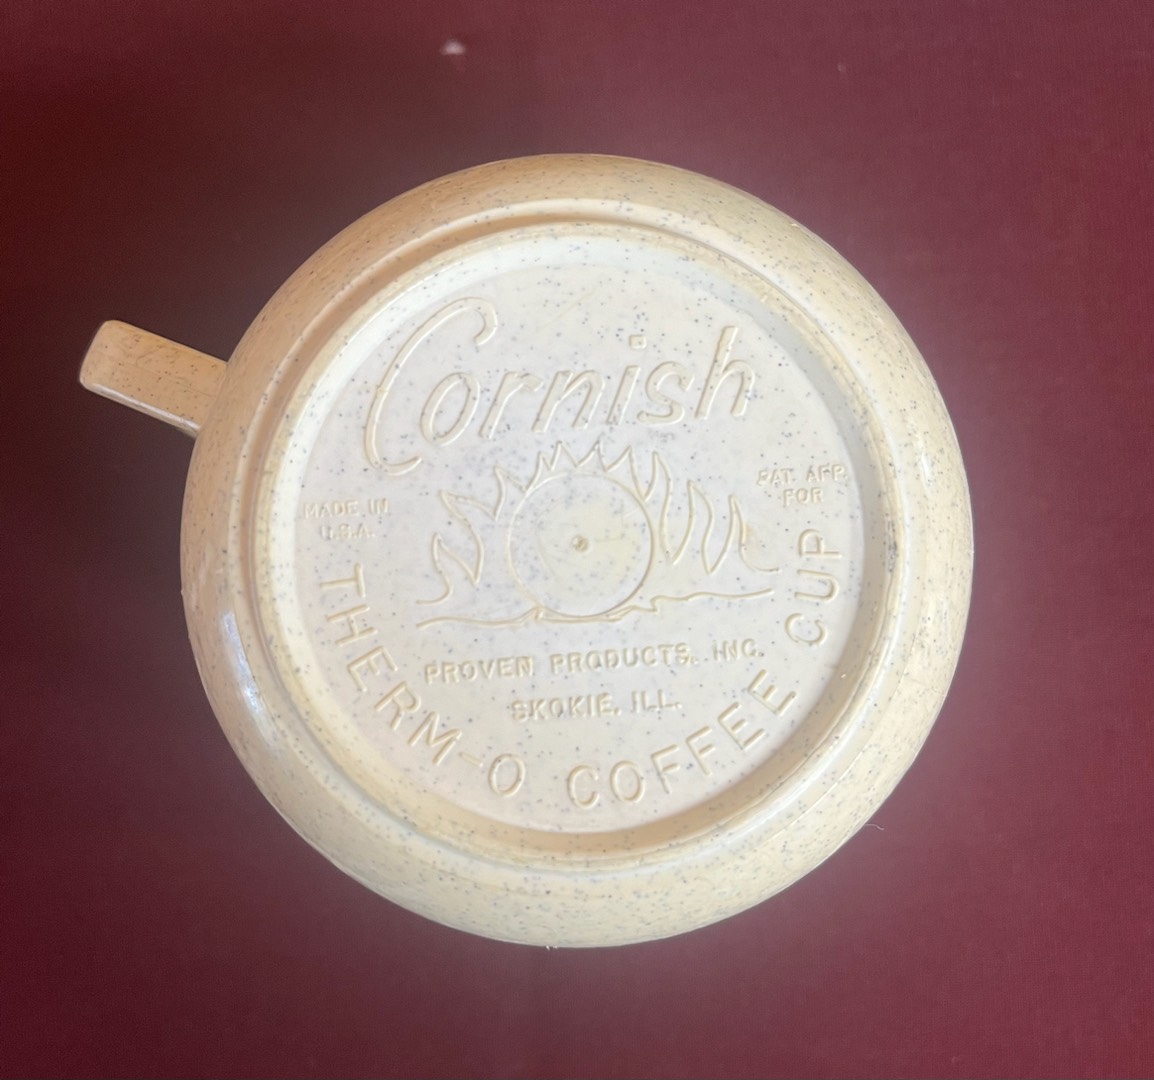 Cornish
MADE IN
U.S.A.
PAT. APP.
FOR
PROVEN PRODUCTS, INC.
SKOKIE, ILL.
THERM-O COFFEE CUP